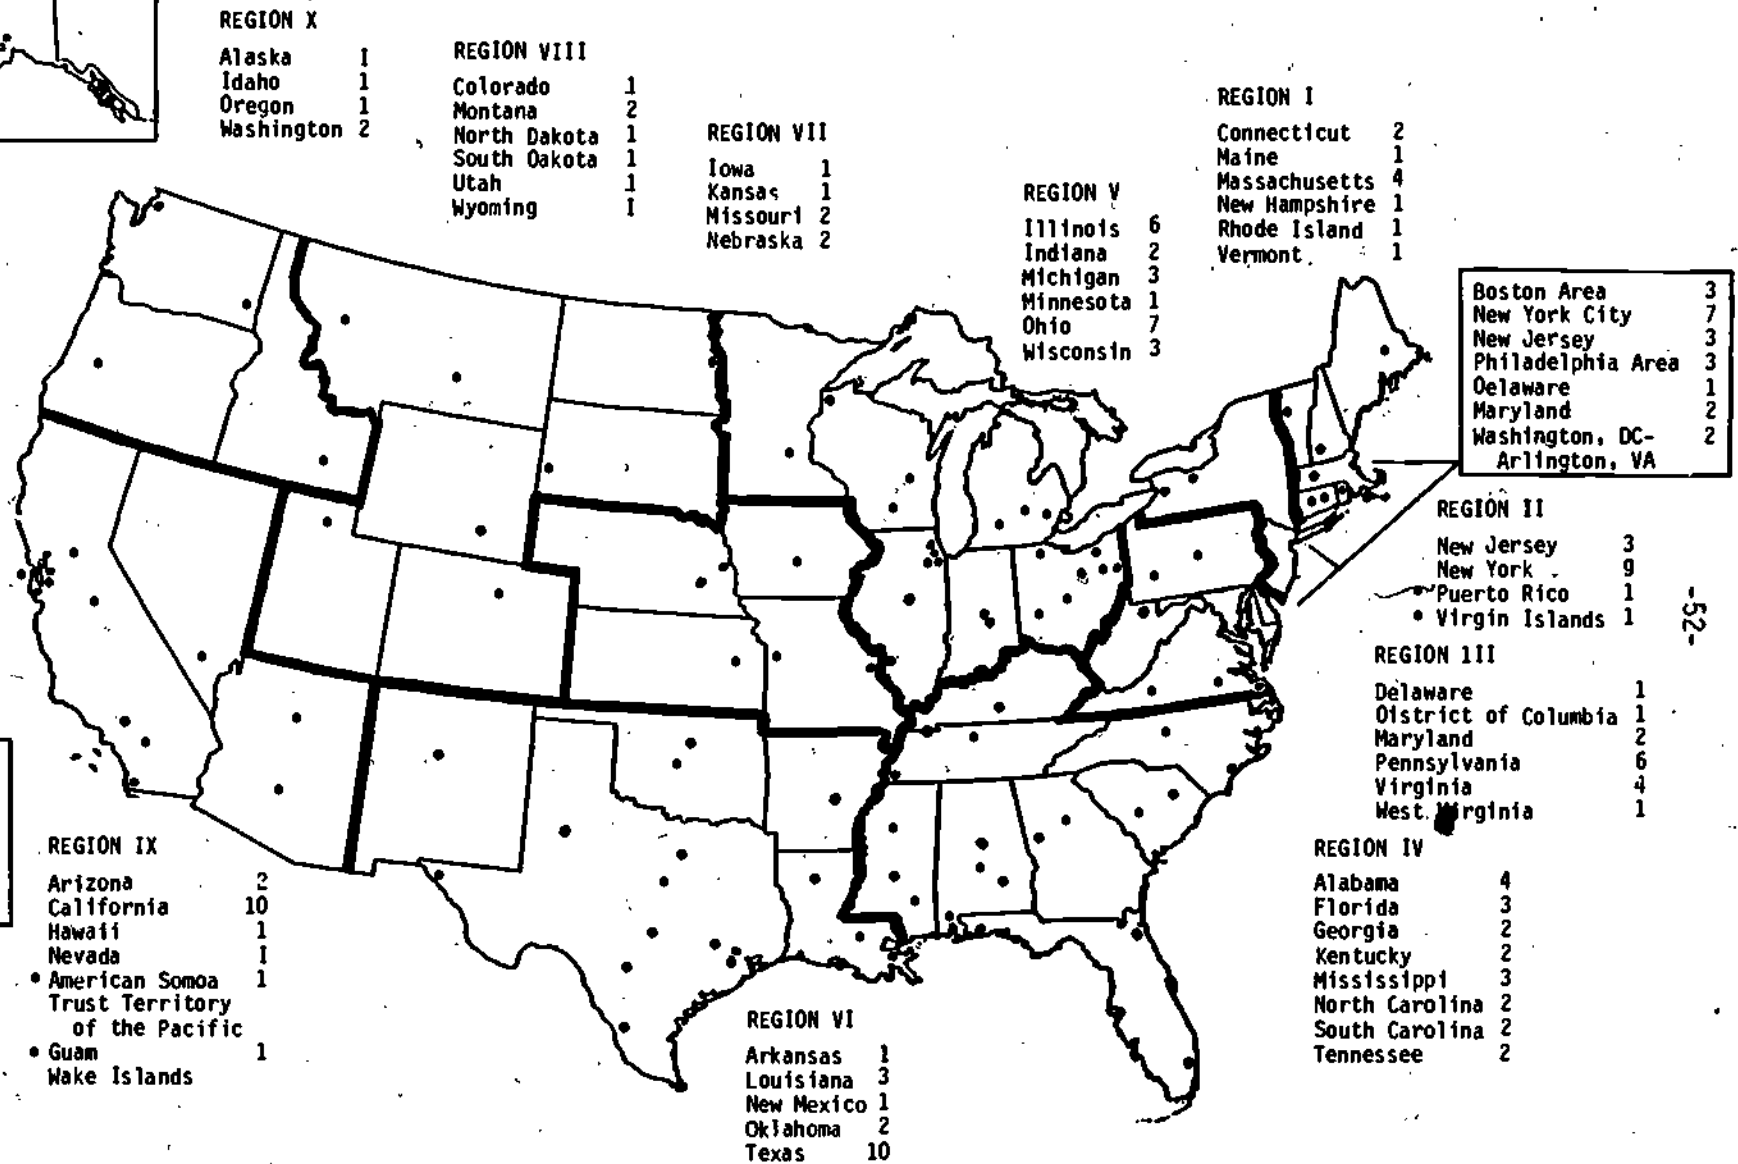 REGION X
Alaska 1
Idaho 1
Oregon 1
Washington 2
REGION VIII
Colorado 1
Montana 2
North Dakota 1
South Oakota 1
Utah 1
Wyoming 1
REGION VII
Iowa 1
Kansas 1
Missouri 2
Nebraska 2
REGION V
Illinois 6
Indiana 2
Michigan 3
Minnesota 1
Ohio 7
Wisconsin 3
REGION I
Connecticut 2
Maine 1
Massachusetts 4
New Hampshire 1
Rhode Island 1
Vermont 1
Boston Area 3
New York City 7
New Jersey 3
Philadelphia Area 3
Oelaware 1
Maryland 2
Washington, DC- 2
Arlington, VA
REGION II
New Jersey 3
New York 9
• Puerto Rico 1
• Virgin Islands 1
-52-
REGION III
Delaware 1
Oistrict of Columbia 1
Maryland 2
Pennsylvania 6
Virginia 4
West Virginia 1
REGION IV
Alabama 4
Florida 3
Georgia 2
Kentucky 2
Mississippi 3
North Carolina 2
South Carolina 2
Tennessee 2
REGION IX
Arizona 2
California 10
Hawaii 1
Nevada 1
• American Somoa 1
Trust Territory
of the Pacific
• Guam 1
Wake Islands
REGION VI
Arkansas 1
Louisiana 3
New Mexico 1
Oklahoma 2
Texas 10